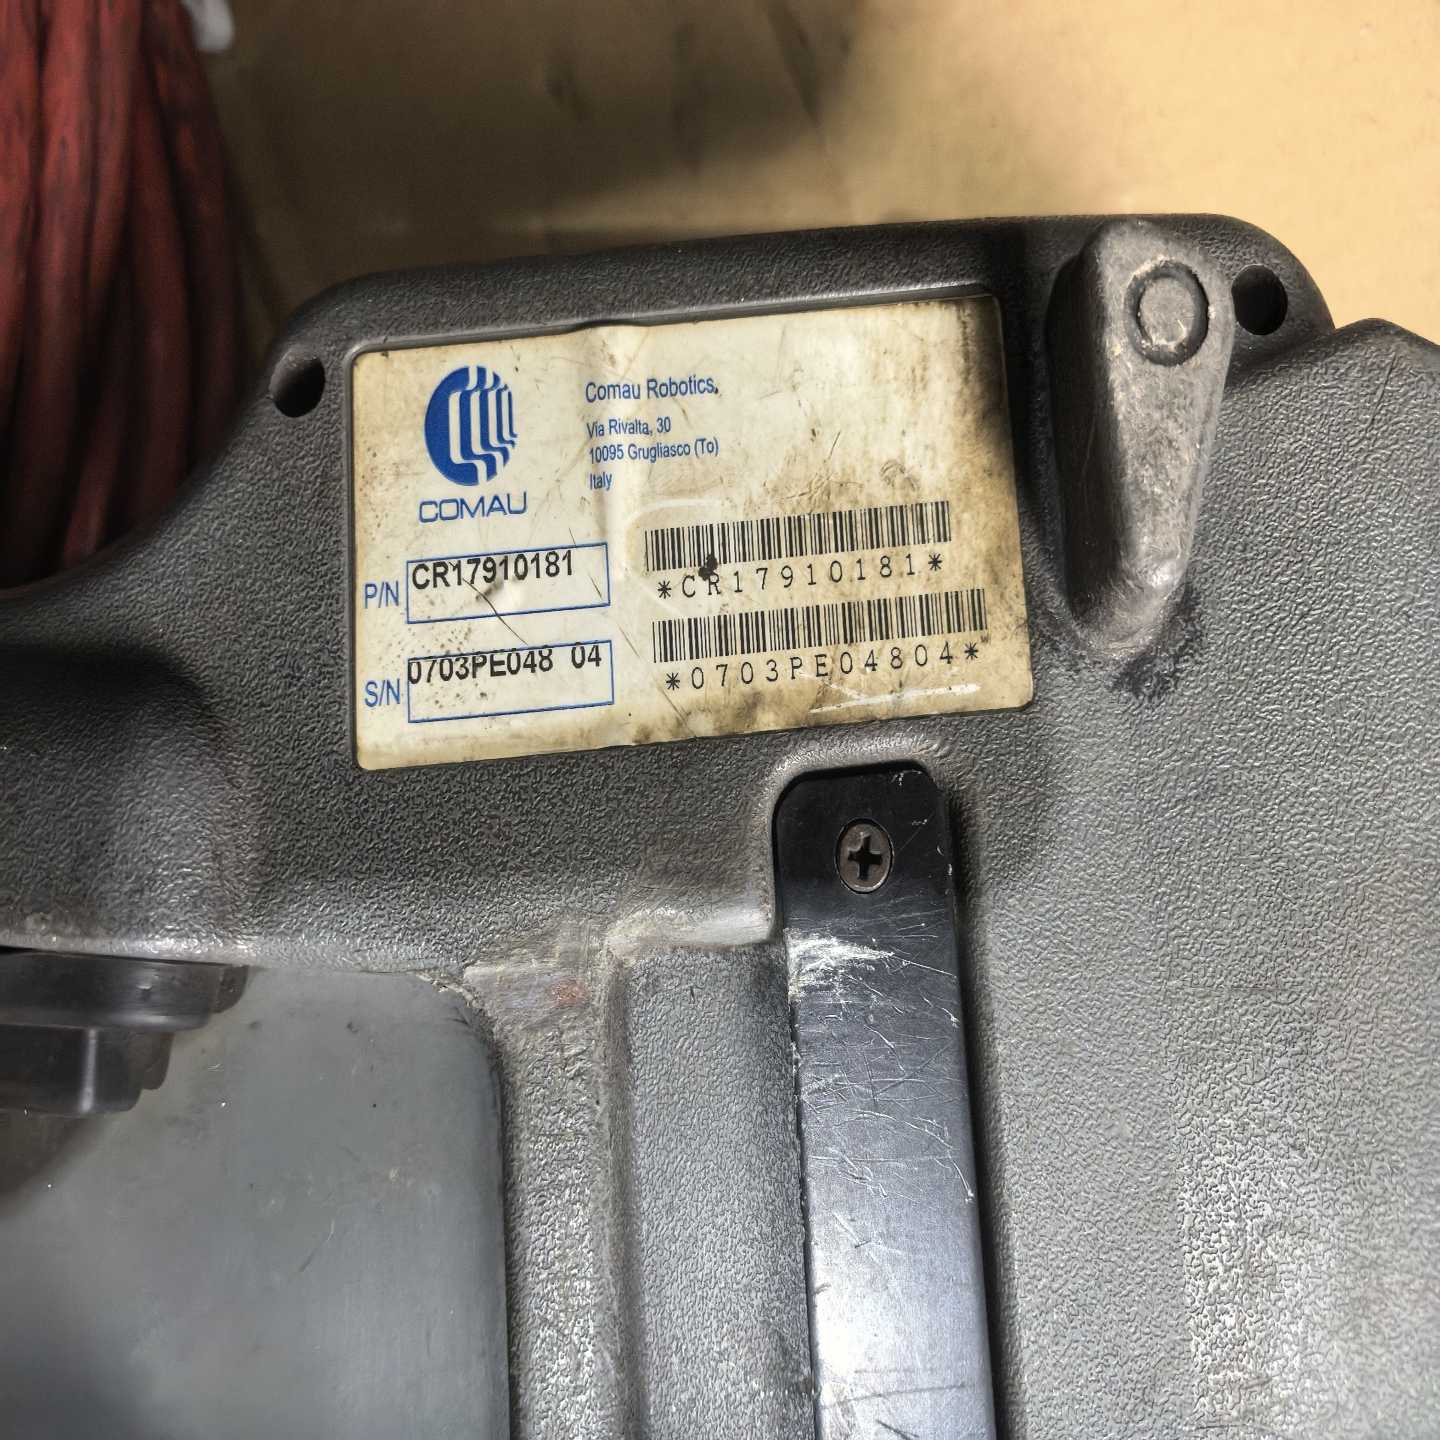 COMAU
Comau Robotics.
Via Rivalta, 30
10095 Grugliasco (To)
Italy
P/N CR17910181
*CR17910181*
S/N 0703PE048 04
*0703PE04804*